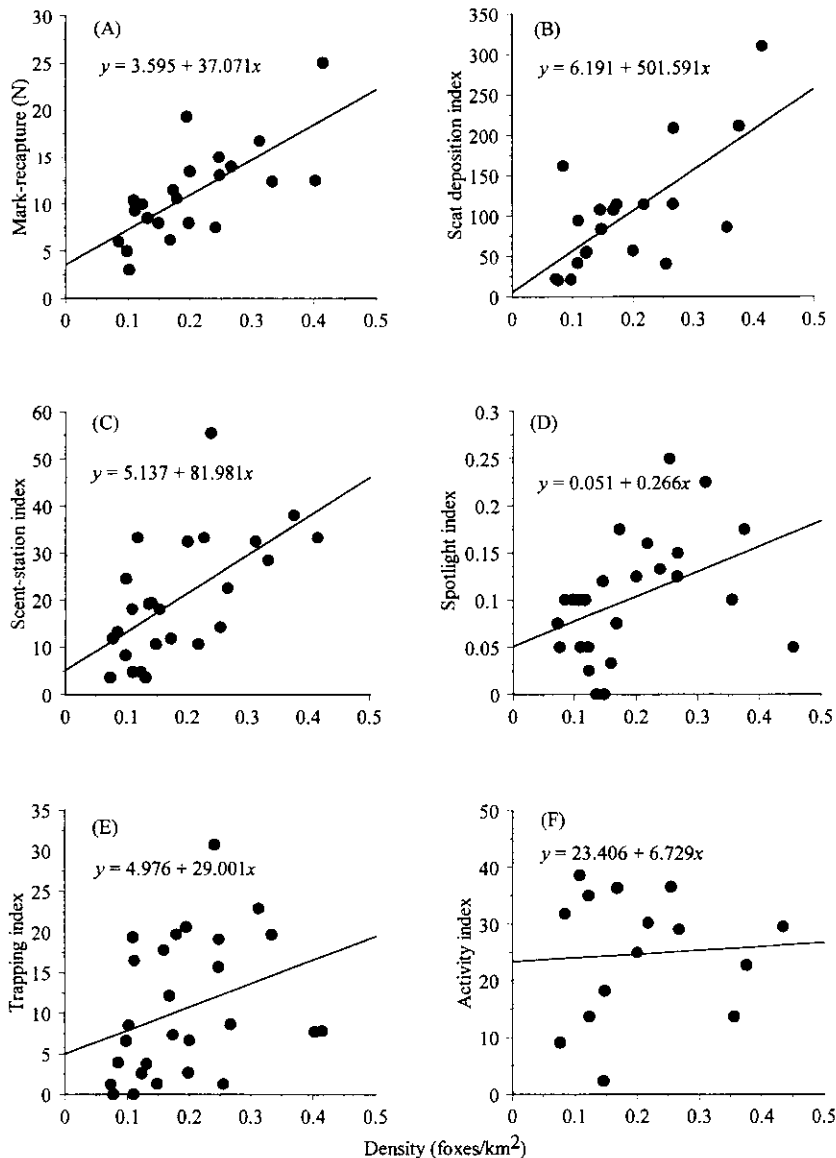 (A)
y = 3.595 + 37.071x
Mark-recapture (N)
30
25
20
15
10
5
0
0 0.1 0.2 0.3 0.4 0.5
(B)
y = 6.191 + 501.591x
Scat deposition index
350
300
250
200
150
100
50
0
0 0.1 0.2 0.3 0.4 0.5
(C)
y = 5.137 + 81.981x
Scent-station index
60
50
40
30
20
10
0
0 0.1 0.2 0.3 0.4 0.5
(D)
y = 0.051 + 0.266x
Spotlight index
0.3
0.25
0.2
0.15
0.1
0.05
0
0 0.1 0.2 0.3 0.4 0.5
(E)
y = 4.976 + 29.001x
Trapping index
35
30
25
20
15
10
5
0
0 0.1 0.2 0.3 0.4 0.5
(F)
y = 23.406 + 6.729x
Activity index
50
40
30
20
10
0
0 0.1 0.2 0.3 0.4 0.5
Density (foxes/km²)